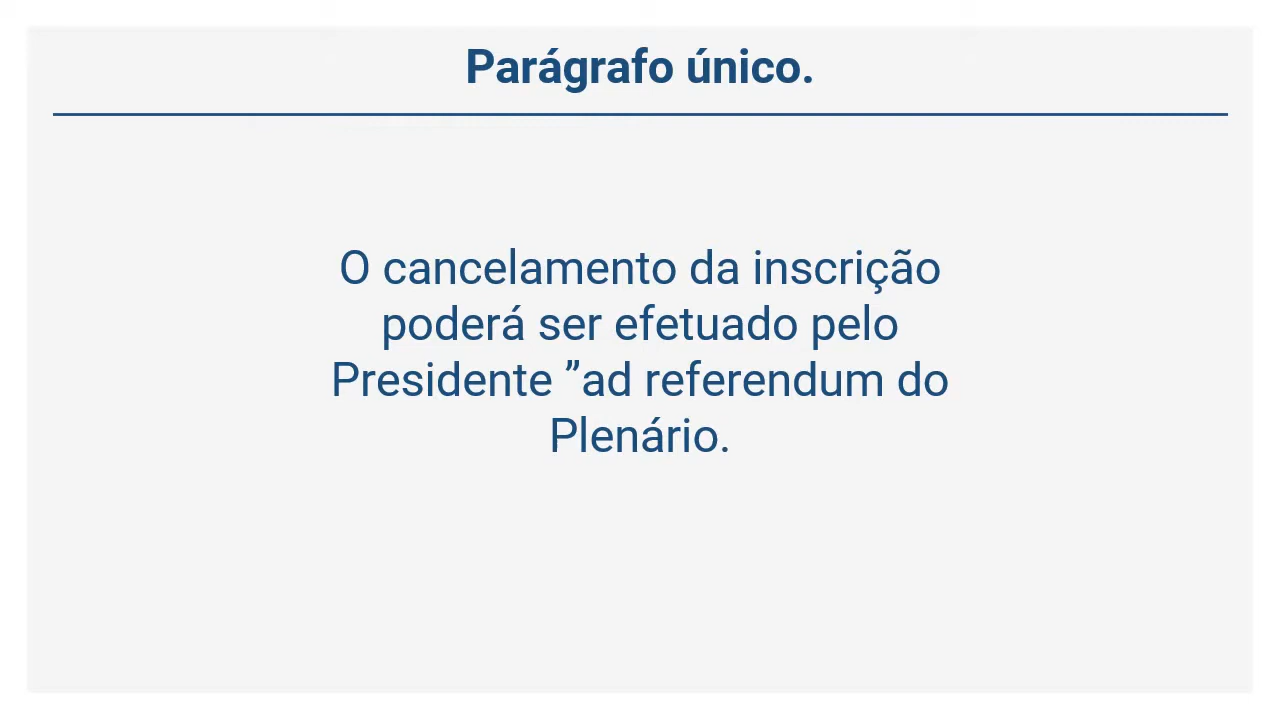 Parágrafo único.
O cancelamento da inscrição
poderá ser efetuado pelo
Presidente ”ad referendum do
Plenário.